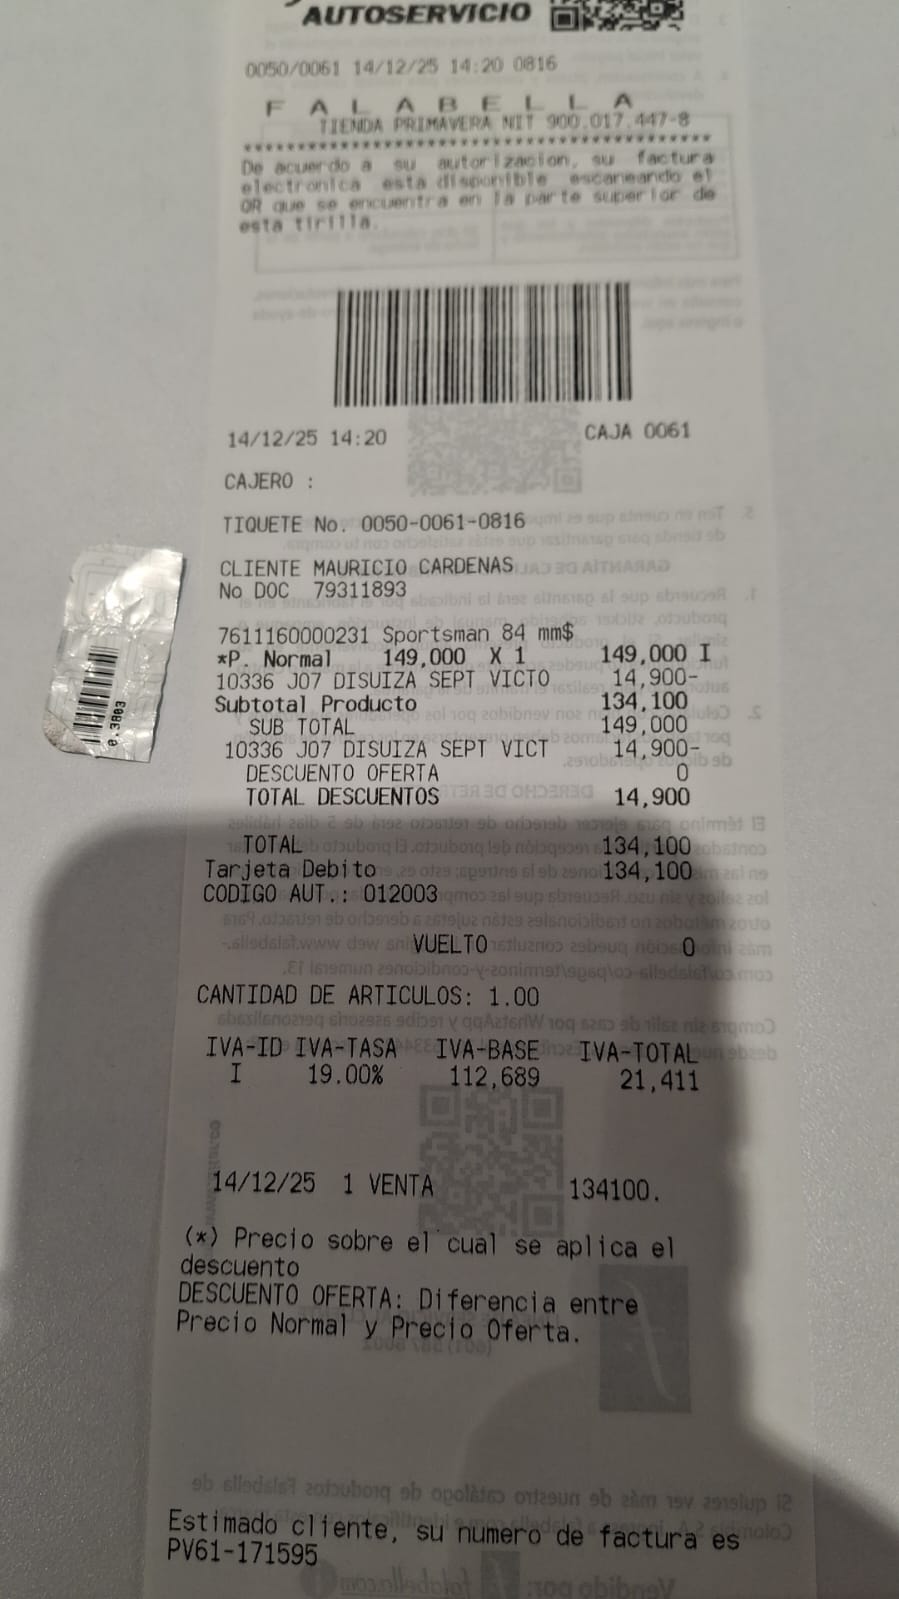 AUTOSERVICIO
0050/0061 14/12/25 14:20 0816
F A L A B E L L A
TIENDA PRIMAVERA NIT 900.017.447-8
****************************************
De acuerdo a su autorizacion, su factura
electronica esta disponible escaneando el
QR que se encuentra en la parte superior de
esta tirilla.
14/12/25 14:20 CAJA 0061
CAJERO :
TIQUETE No. 0050-0061-0816
CLIENTE MAURICIO CARDENAS
No DOC 79311893
7611160000231 Sportsman 84 mm$
*P. Normal 149,000 X 1 149,000 I
10336 J07 DISUIZA SEPT VICTO 14,900-
Subtotal Producto 134,100
SUB TOTAL 149,000
10336 J07 DISUIZA SEPT VICT 14,900-
DESCUENTO OFERTA 0
TOTAL DESCUENTOS 14,900
TOTAL 134,100
Tarjeta Debito 134,100
CODIGO AUT.: 012003
VUELTO 0
CANTIDAD DE ARTICULOS: 1.00
IVA-ID IVA-TASA IVA-BASE IVA-TOTAL
I 19.00% 112,689 21,411
14/12/25 1 VENTA 134100.
(*) Precio sobre el cual se aplica el
descuento
DESCUENTO OFERTA: Diferencia entre
Precio Normal y Precio Oferta.
Estimado cliente, su numero de factura es
PV61-171595
0.3803